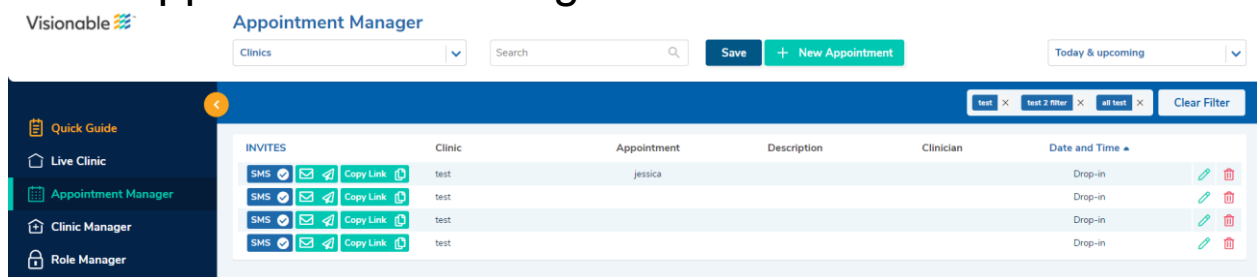 Visionable
Appointment Manager
Clinics
Search
Save
+ New Appointment
Today & upcoming
test × test 2 filter × all test × Clear Filter
Quick Guide
Live Clinic
Appointment Manager
Clinic Manager
Role Manager
INVITES Clinic Appointment Description Clinician Date and Time
SMS Copy Link test jessica Drop-in
SMS Copy Link test Drop-in
SMS Copy Link test Drop-in
SMS Copy Link test Drop-in